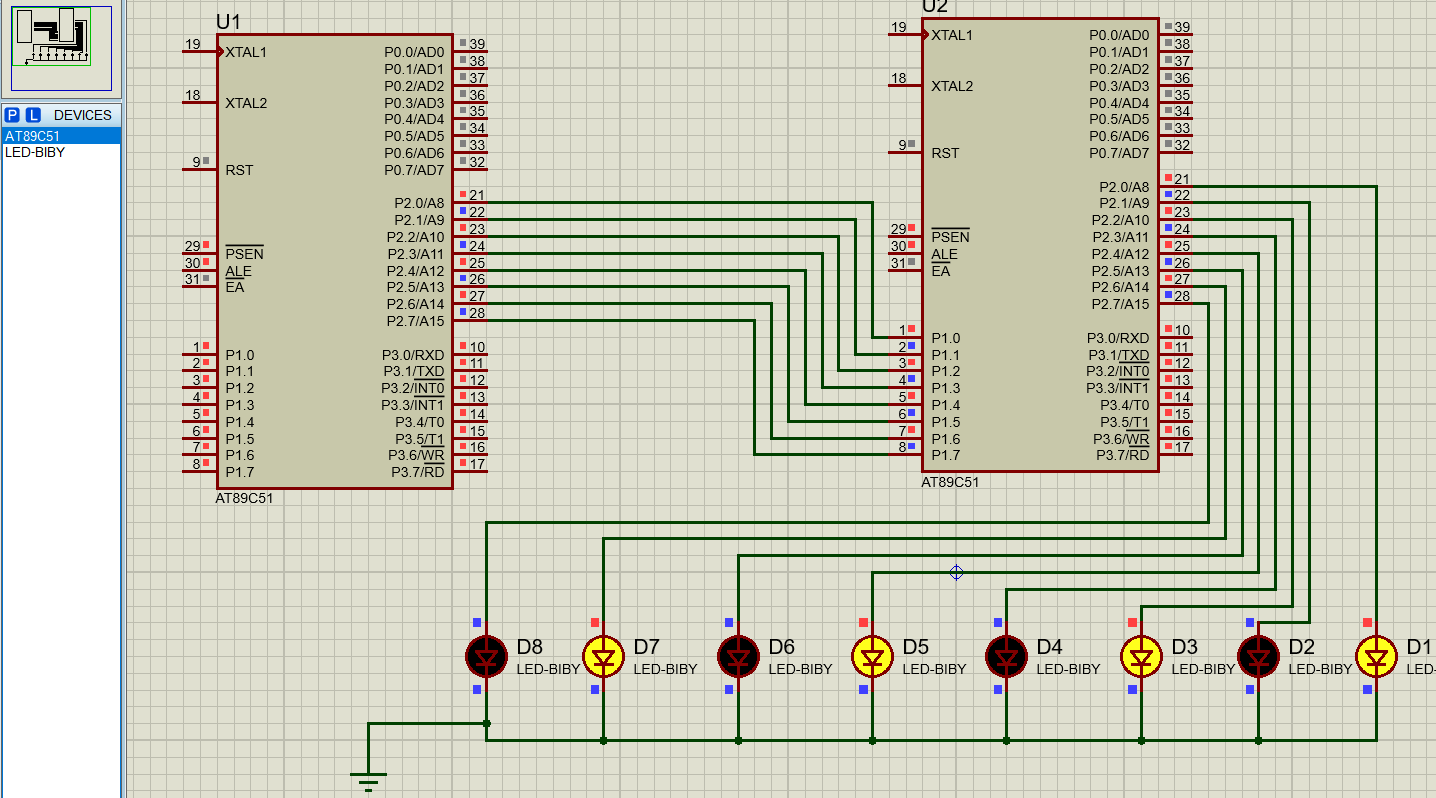 U1
19 XTAL1 P0.0/AD0 39
P0.1/AD1 38
P0.2/AD2 37
18 XTAL2 P0.3/AD3 36
P0.4/AD4 35
P0.5/AD5 34
P0.6/AD6 33
9 RST P0.7/AD7 32
P2.0/A8 21
P2.1/A9 22
P2.2/A10 23
29 PSEN P2.3/A11 24
30 ALE P2.4/A12 25
31 EA P2.5/A13 26
P2.6/A14 27
P2.7/A15 28
1 P1.0 P3.0/RXD 10
2 P1.1 P3.1/TXD 11
3 P1.2 P3.2/INT0 12
4 P1.3 P3.3/INT1 13
5 P1.4 P3.4/T0 14
6 P1.5 P3.5/T1 15
7 P1.6 P3.6/WR 16
8 P1.7 P3.7/RD 17
AT89C51
U2
19 XTAL1 P0.0/AD0 39
P0.1/AD1 38
P0.2/AD2 37
18 XTAL2 P0.3/AD3 36
P0.4/AD4 35
P0.5/AD5 34
P0.6/AD6 33
9 RST P0.7/AD7 32
P2.0/A8 21
P2.1/A9 22
P2.2/A10 23
29 PSEN P2.3/A11 24
30 ALE P2.4/A12 25
31 EA P2.5/A13 26
P2.6/A14 27
P2.7/A15 28
1 P1.0 P3.0/RXD 10
2 P1.1 P3.1/TXD 11
3 P1.2 P3.2/INT0 12
4 P1.3 P3.3/INT1 13
5 P1.4 P3.4/T0 14
6 P1.5 P3.5/T1 15
7 P1.6 P3.6/WR 16
8 P1.7 P3.7/RD 17
AT89C51
P L DEVICES
AT89C51
LED-BIBY
D8 D7 D6 D5 D4 D3 D2 D1
LED-BIBY LED-BIBY LED-BIBY LED-BIBY LED-BIBY LED-BIBY LED-BIBY LED-